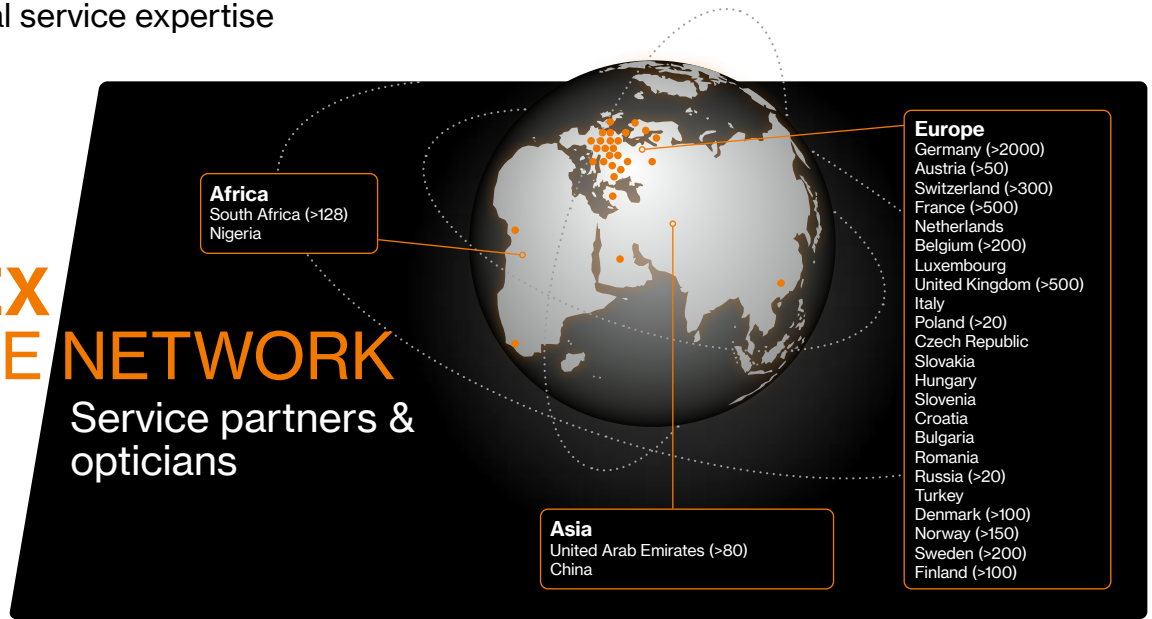 al service expertise
Africa
South Africa (>128)
Nigeria
EX
E NETWORK
Service partners &
opticians
Asia
United Arab Emirates (>80)
China
Europe
Germany (>2000)
Austria (>50)
Switzerland (>300)
France (>500)
Netherlands
Belgium (>200)
Luxembourg
United Kingdom (>500)
Italy
Poland (>20)
Czech Republic
Slovakia
Hungary
Slovenia
Croatia
Bulgaria
Romania
Russia (>20)
Turkey
Denmark (>100)
Norway (>150)
Sweden (>200)
Finland (>100)